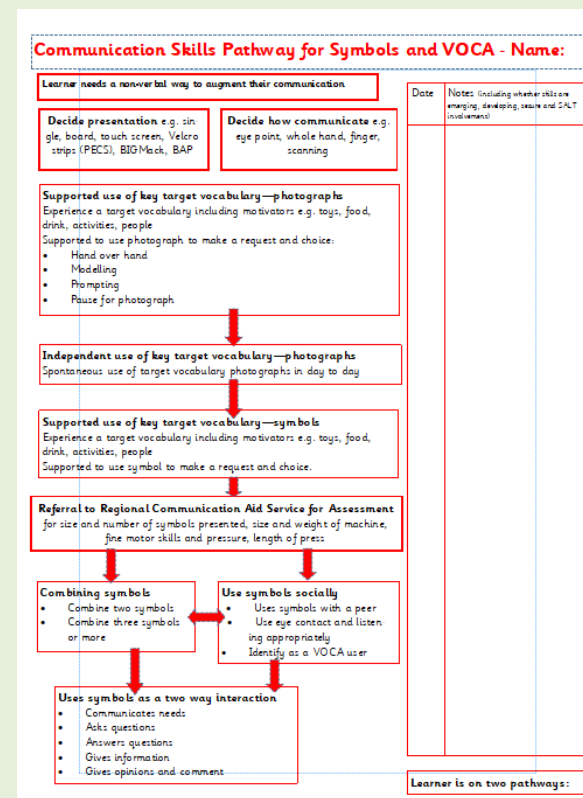 Communication Skills Pathway for Symbols and VOCA - Name:
Learner needs a non-verbal way to augment their communication
Decide presentation e.g. sin
gle, board, touch screen, Velcro
strips (PECS), BIGMack, BAP
Decide how communicate e.g.
eye point, whole hand, finger,
scanning
Supported use of key target vocabulary—photographs
Experience a target vocabulary including motivators e.g. toys, food,
drink, activities, people
Supported to use photograph to make a request and choice:
• Hand over hand
• Modelling
• Prompting
• Pause for photograph
Independent use of key target vocabulary—photographs
Spontaneous use of target vocabulary photographs in day to day
Supported use of key target vocabulary—symbols
Experience a target vocabulary including motivators e.g. toys, food,
drink, activities, people
Supported to use symbol to make a request and choice.
Referral to Regional Communication Aid Service for Assessment
for size and number of symbols presented, size and weight of machine,
fine motor skills and pressure, length of press
Combining symbols
• Combine two symbols
• Combine three symbols
or more
Use symbols socially
• Uses symbols with a peer
• Use eye contact and listen
ing appropriately
• Identify as a VOCA user
Uses symbols as a two way interaction
• Communicates needs
• Asks questions
• Answers questions
• Gives information
• Gives opinions and comment
Date
Notes (including whether skills are
emerging, developing, secure and SALT
involvement)
Learner is on two pathways: